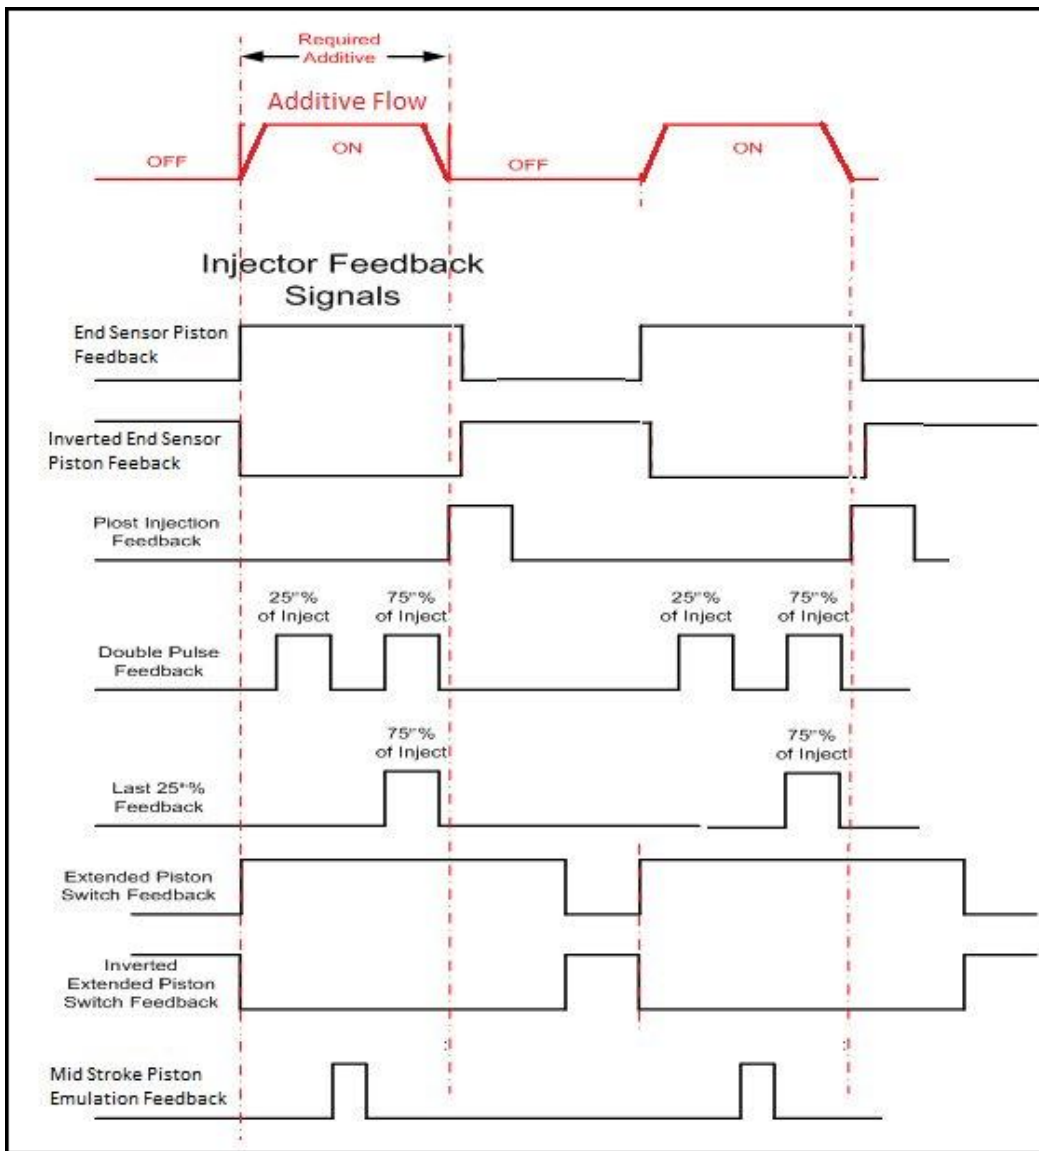 Required
Additive
Additive Flow
OFF
ON
OFF
ON
Injector Feedback
Signals
End Sensor Piston
Feedback
Inverted End Sensor
Piston Feeback
Piost Injection
Feedback
25"% 
of Inject
75"%
of Inject
25"%
of Inject
75"%
of Inject
Double Pulse
Feedback
75"%
of Inject
75"%
of Inject
Last 25"%
Feedback
Extended Piston
Switch Feedback
Inverted
Extended Piston
Switch Feedback
Mid Stroke Piston
Emulation Feedback